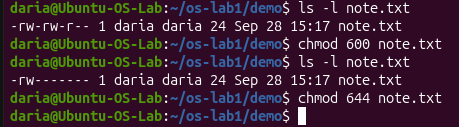 daria@Ubuntu-OS-Lab:~/os-lab1/demo$ ls -l note.txt
-rw-rw-r-- 1 daria daria 24 Sep 28 15:17 note.txt
daria@Ubuntu-OS-Lab:~/os-lab1/demo$ chmod 600 note.txt
daria@Ubuntu-OS-Lab:~/os-lab1/demo$ ls -l note.txt
-rw------- 1 daria daria 24 Sep 28 15:17 note.txt
daria@Ubuntu-OS-Lab:~/os-lab1/demo$ chmod 644 note.txt
daria@Ubuntu-OS-Lab:~/os-lab1/demo$